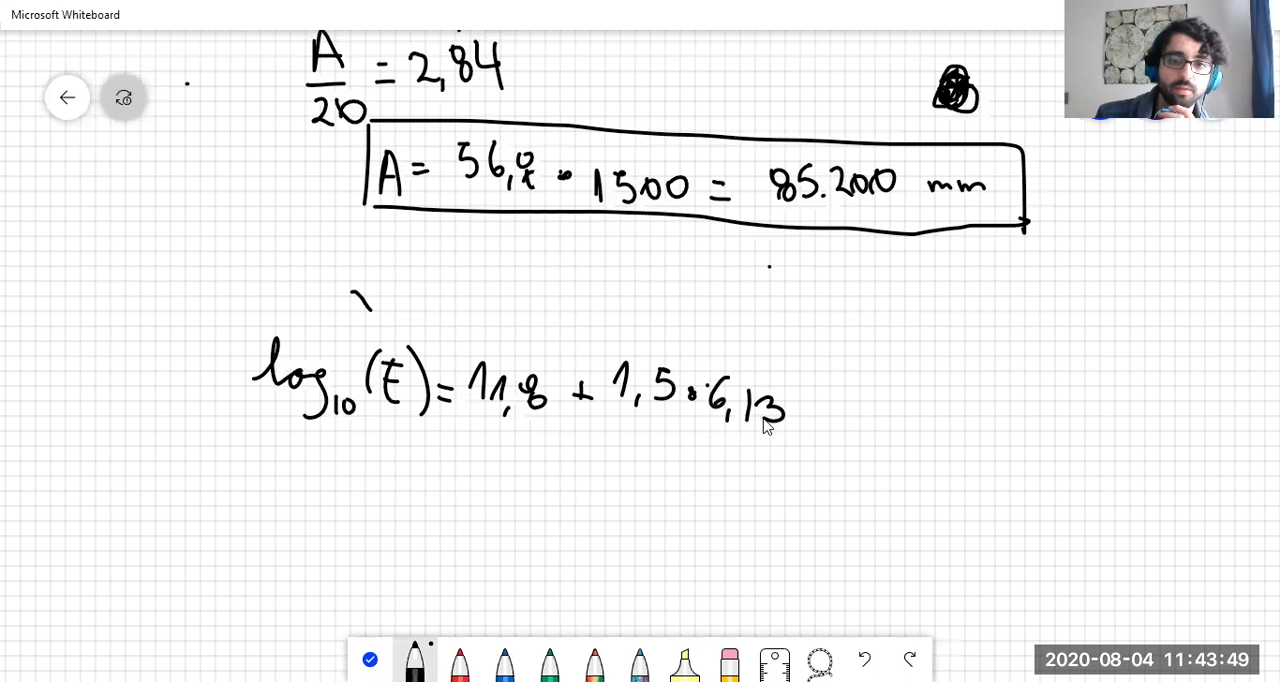 Microsoft Whiteboard
A/20 = 2,84
A = 56,8 • 1500 = 85.200 mm
log₁₀(E) = 11,8 + 1,5 • 6,13
2020-08-04 11:43:49